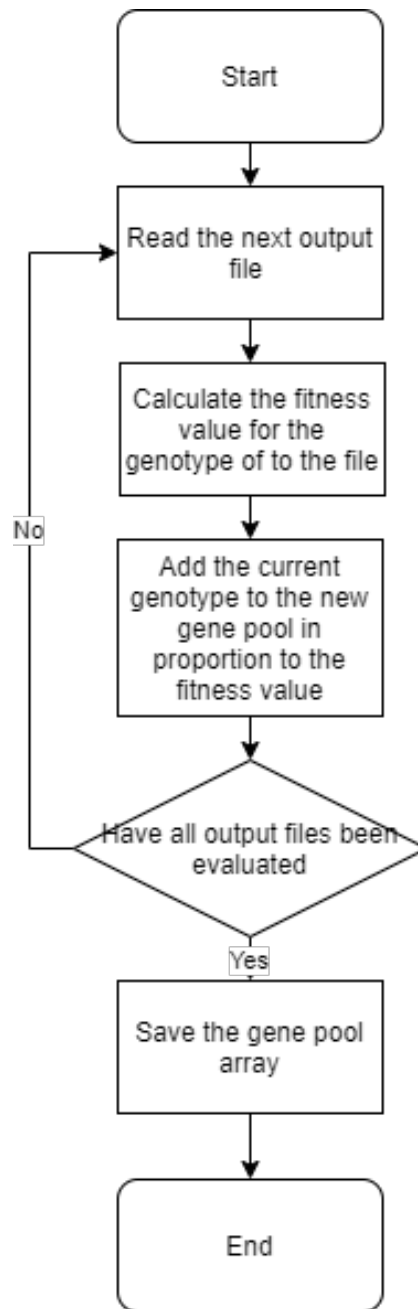 Start
Read the next output
file
Calculate the fitness
value for the
genotype of to the file
No
Add the current
genotype to the new
gene pool in
proportion to the
fitness value
Have all output files been
evaluated
Yes
Save the gene pool
array
End